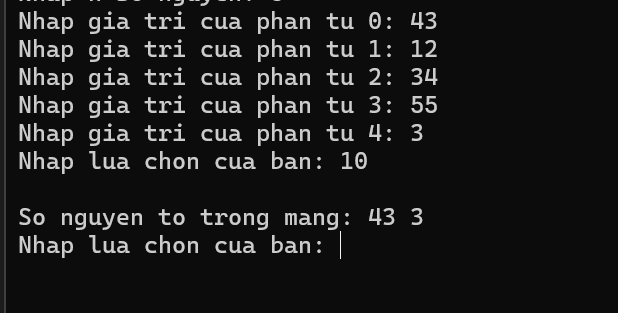 Nhap gia tri cua phan tu 0: 43
Nhap gia tri cua phan tu 1: 12
Nhap gia tri cua phan tu 2: 34
Nhap gia tri cua phan tu 3: 55
Nhap gia tri cua phan tu 4: 3
Nhap lua chon cua ban: 10
So nguyen to trong mang: 43 3
Nhap lua chon cua ban: